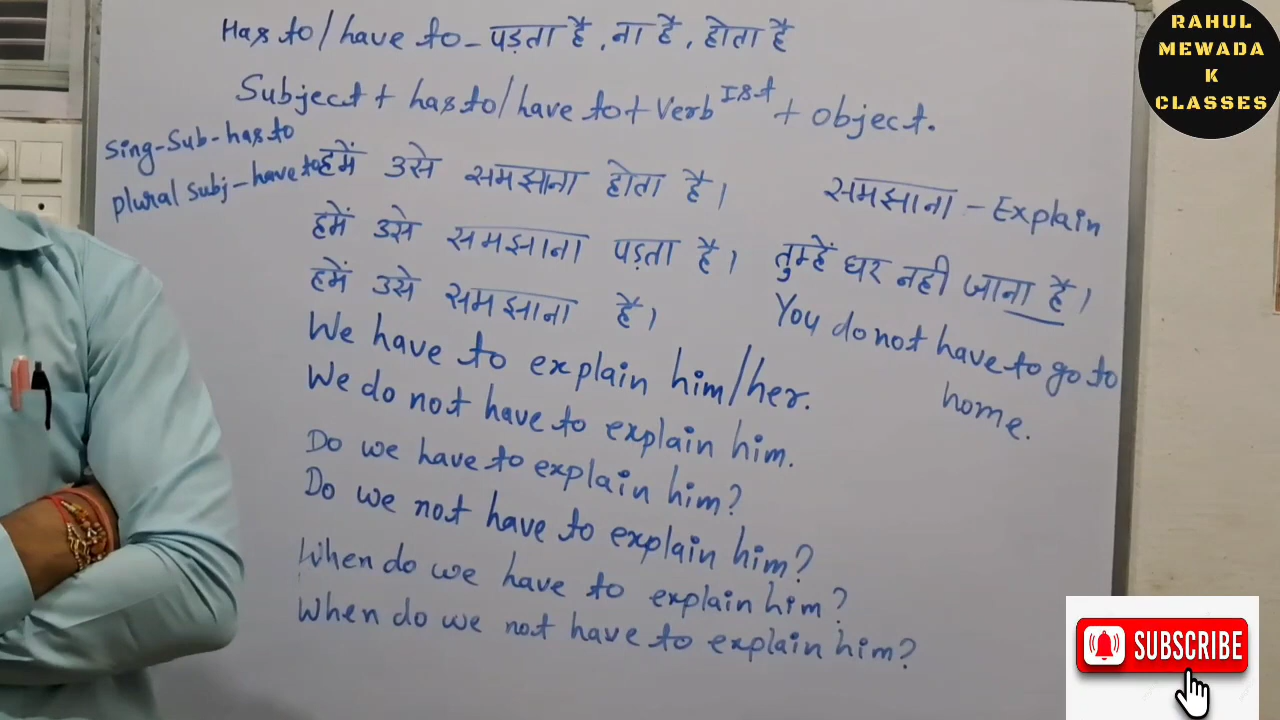 Has to/have to - पड़ता है, ना है, होता है
Subject + has to/have to + Verb Ist + object.
Sing-Sub-has to
plural subj-have to
हमें उसे समझाना होता है।
हमें उसे समझाना पड़ता है।
हमें उसे समझाना है।
We have to explain him/her.
We do not have to explain him.
Do we have to explain him?
Do we not have to explain him?
When do we have to explain him?
When do we not have to explain him?
समझाना - Explain
तुम्हें घर नही जाना है।
You do not have to go to
home.
RAHUL
MEWADA
K
CLASSES
SUBSCRIBE